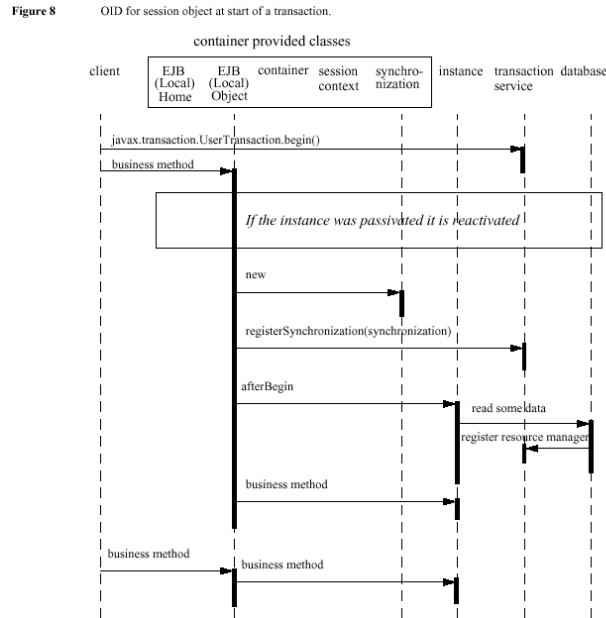 Figure 8 OID for session object at start of a transaction.
container provided classes
client EJB EJB container session synchro- instance transaction database
(Local) (Local) context nization service
Home Object
javax.transaction.UserTransaction.begin()
business method
If the instance was passivated it is reactivated
new
registerSynchronization(synchronization)
afterBegin
read some data
register resource manager
business method
business method
business method